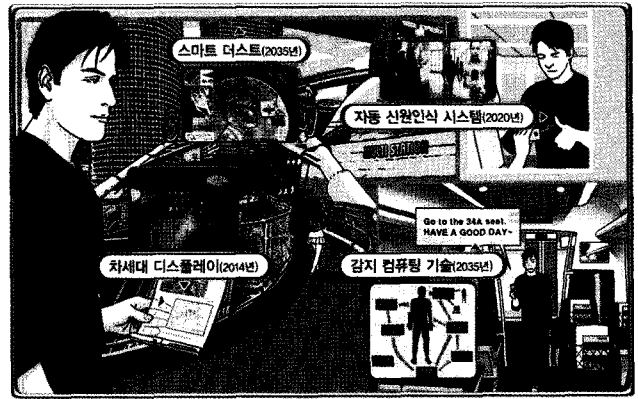 스마트 더스트(2035년)
자동 신원인식 시스템(2020년)
Go to the 34A seat.
HAVE A GOOD DAY~
차세대 디스플레이(2014년)
감지 컴퓨팅 기술(2035년)